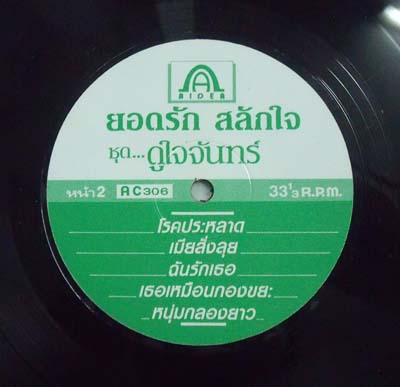 AIDEA
ยอดรัก สลักใจ
ชุด...ดูใจจันทร์
หน้า 2 AC306 33 1/3 R.P.M.
โรคประหลาด
เมียสั่งลุย
ฉันรักเธอ
เธอเหมือนกองขยะ
หนุ่มกลองยาว